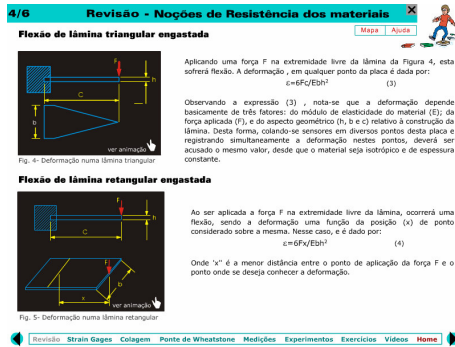 4/6
Revisão - Noções de Resistência dos materiais
X
Mapa
Ajuda
Flexão de lâmina triangular engastada
F
h
C
b
ver animação
Fig. 4- Deformação numa lâmina triangular
Aplicando uma força F na extremidade livre da lâmina da Figura 4, esta
sofrerá flexão. A deformação , em qualquer ponto da placa é dada por:
ε=6Fc/Ebh² (3)
Observando a expressão (3) , nota-se que a deformação depende
basicamente de três fatores: do módulo de elasticidade do material (E); da
força aplicada (F), e do aspecto geométrico (h, b e c) relativo à construção da
lâmina. Desta forma, colando-se sensores em diversos pontos desta placa e
registrando simultaneamente a deformação nestes pontos, deverá ser
acusado o mesmo valor, desde que o material seja isotrópico e de espessura
constante.
Flexão de lâmina retangular engastada
F
h
C
b
x
ver animação
Fig. 5- Deformação numa lâmina retangular
Ao ser aplicada a força F na extremidade livre da lâmina, ocorrerá uma
flexão, sendo a deformação uma função da posição (x) de ponto
considerado sobre a mesma. Nesse caso, e é dado por:
ε=6Fx/Ebh² (4)
Onde 'x" é a menor distância entre o ponto de aplicação da força F e o
ponto onde se deseja conhecer a deformação.
Revisão Strain Gages Colagem Ponte de Wheatstone Medições Experimentos Exercícios Vídeos Home